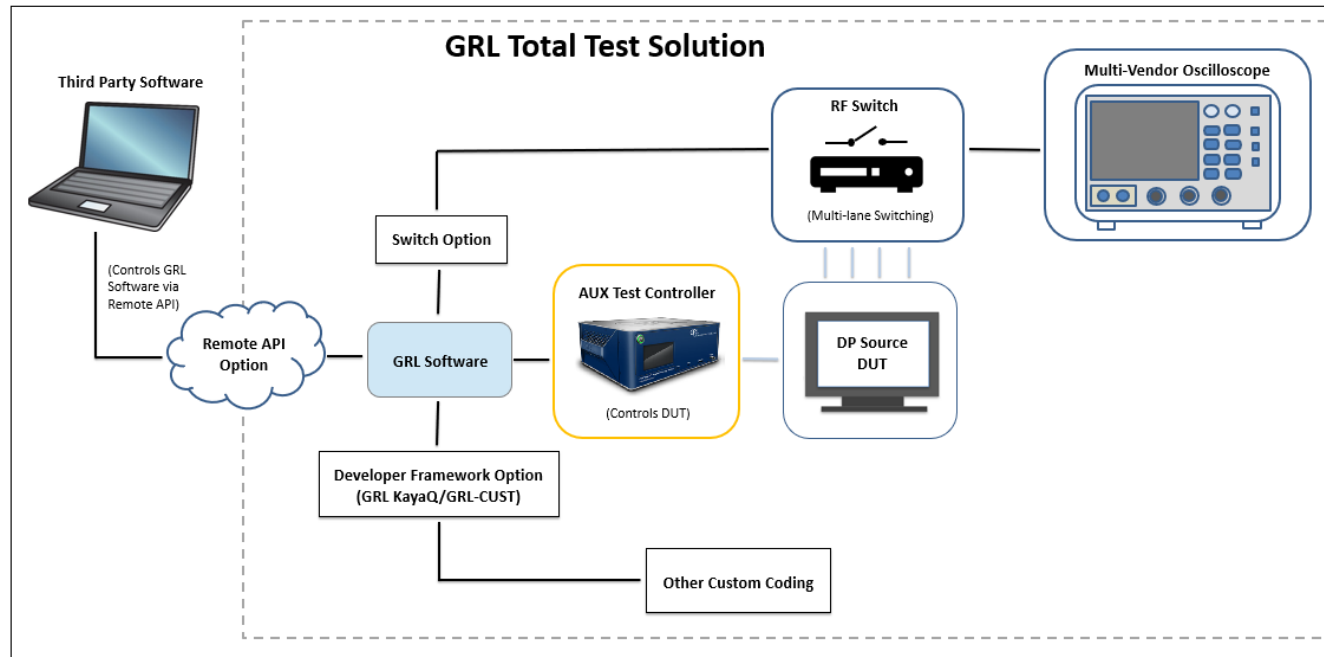 GRL Total Test Solution
Third Party Software
Multi-Vendor Oscilloscope
RF Switch
(Multi-lane Switching)
Switch Option
(Controls GRL
Software via
Remote API)
AUX Test Controller
(Controls DUT)
DP Source
DUT
Remote API
Option
GRL Software
Developer Framework Option
(GRL KayaQ/GRL-CUST)
Other Custom Coding